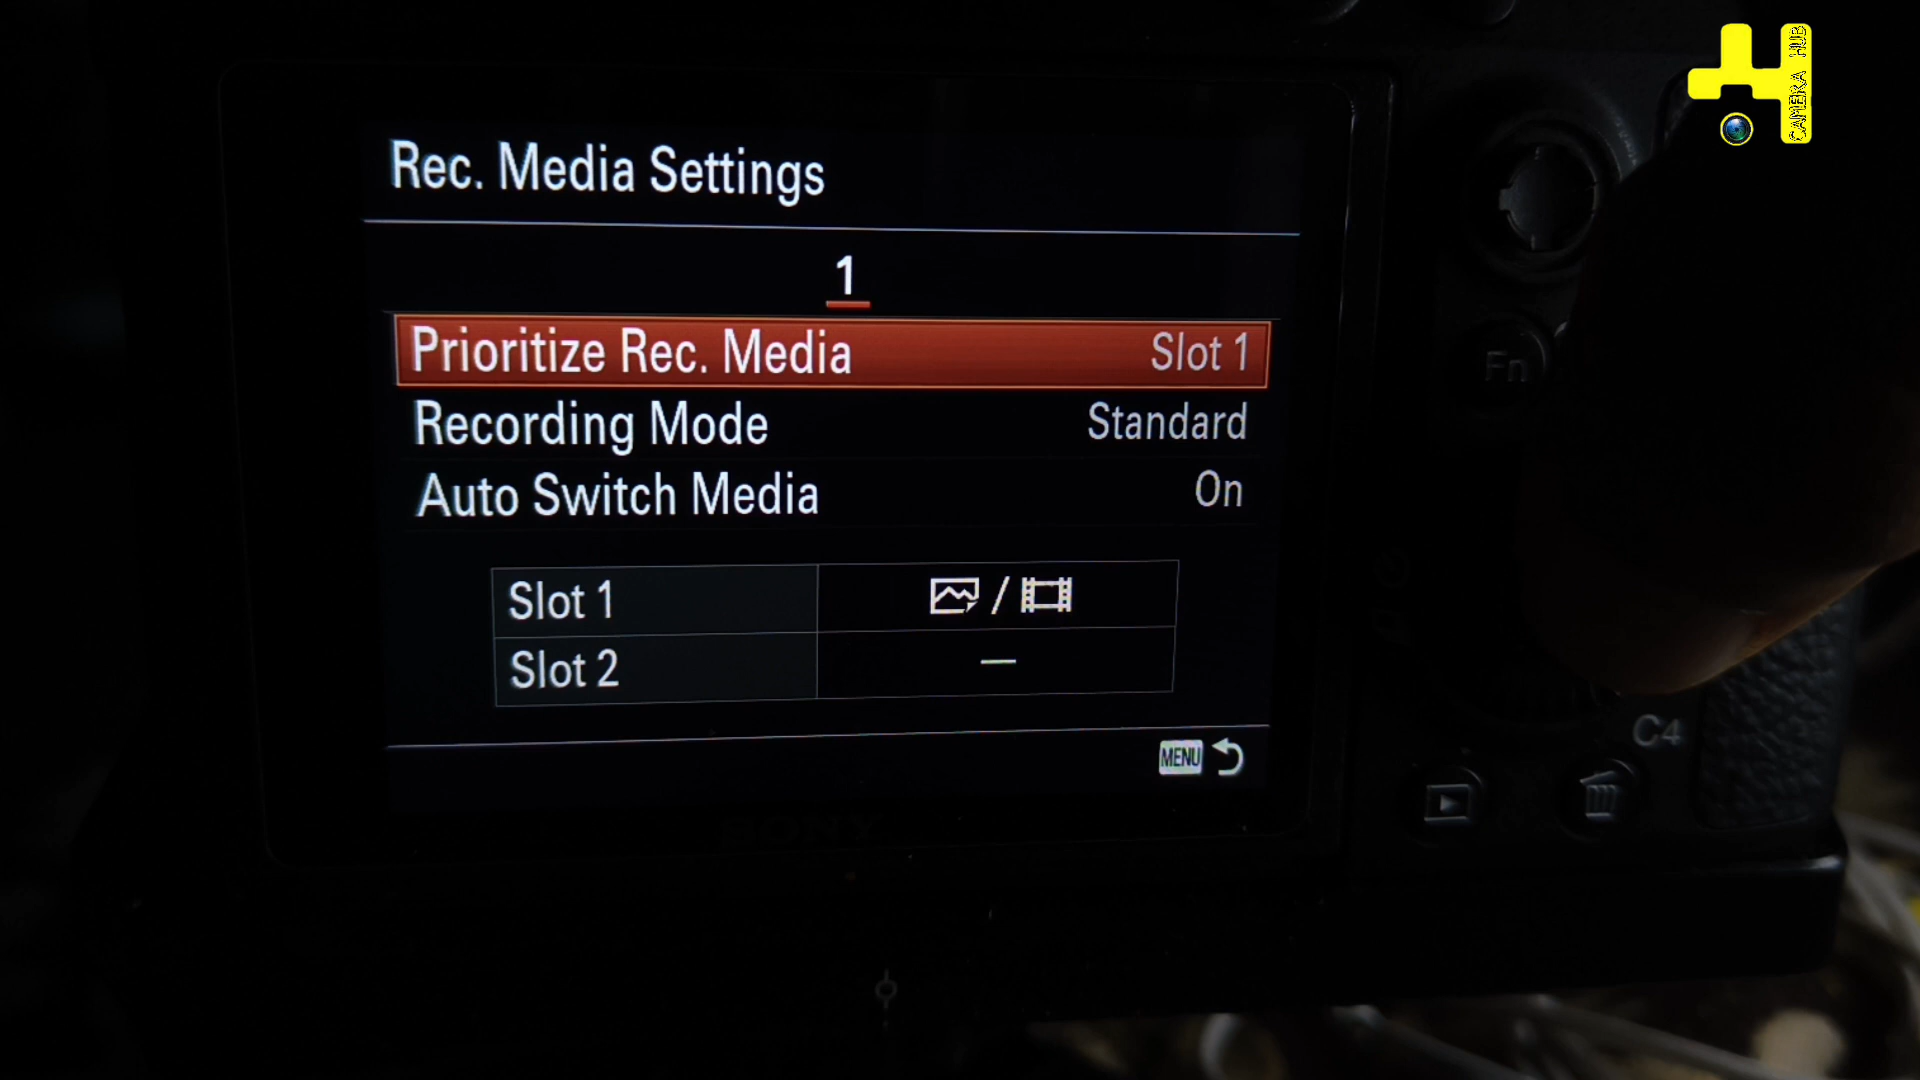 CAMERA HUB
Rec. Media Settings
1
Prioritize Rec. Media Slot 1
Recording Mode Standard
Auto Switch Media On
Slot 1 /
Slot 2 —
MENU
Fn
C4
SONY